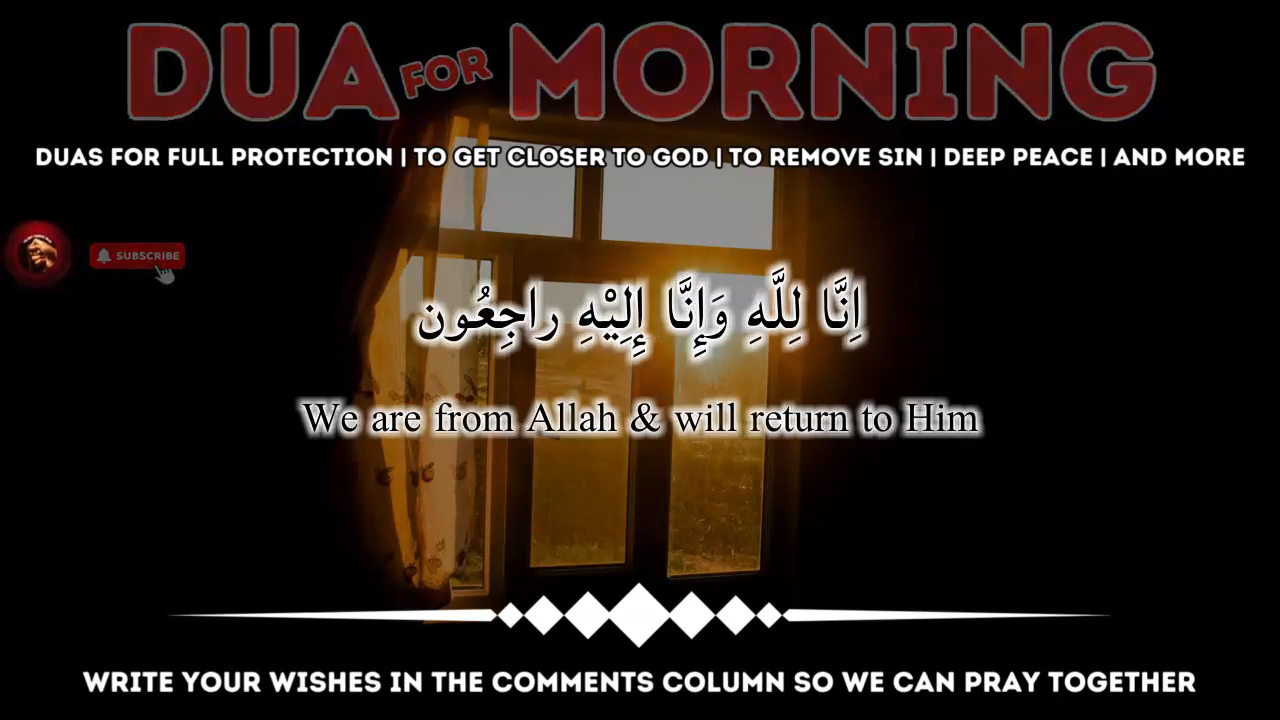 DUA FOR MORNING
DUAS FOR FULL PROTECTION | TO GET CLOSER TO GOD | TO REMOVE SIN | DEEP PEACE | AND MORE
SUBSCRIBE
اِنَّا لِلَّهِ وَإِنَّا إِلِيْهِ راجِعُون
We are from Allah & will return to Him
WRITE YOUR WISHES IN THE COMMENTS COLUMN SO WE CAN PRAY TOGETHER